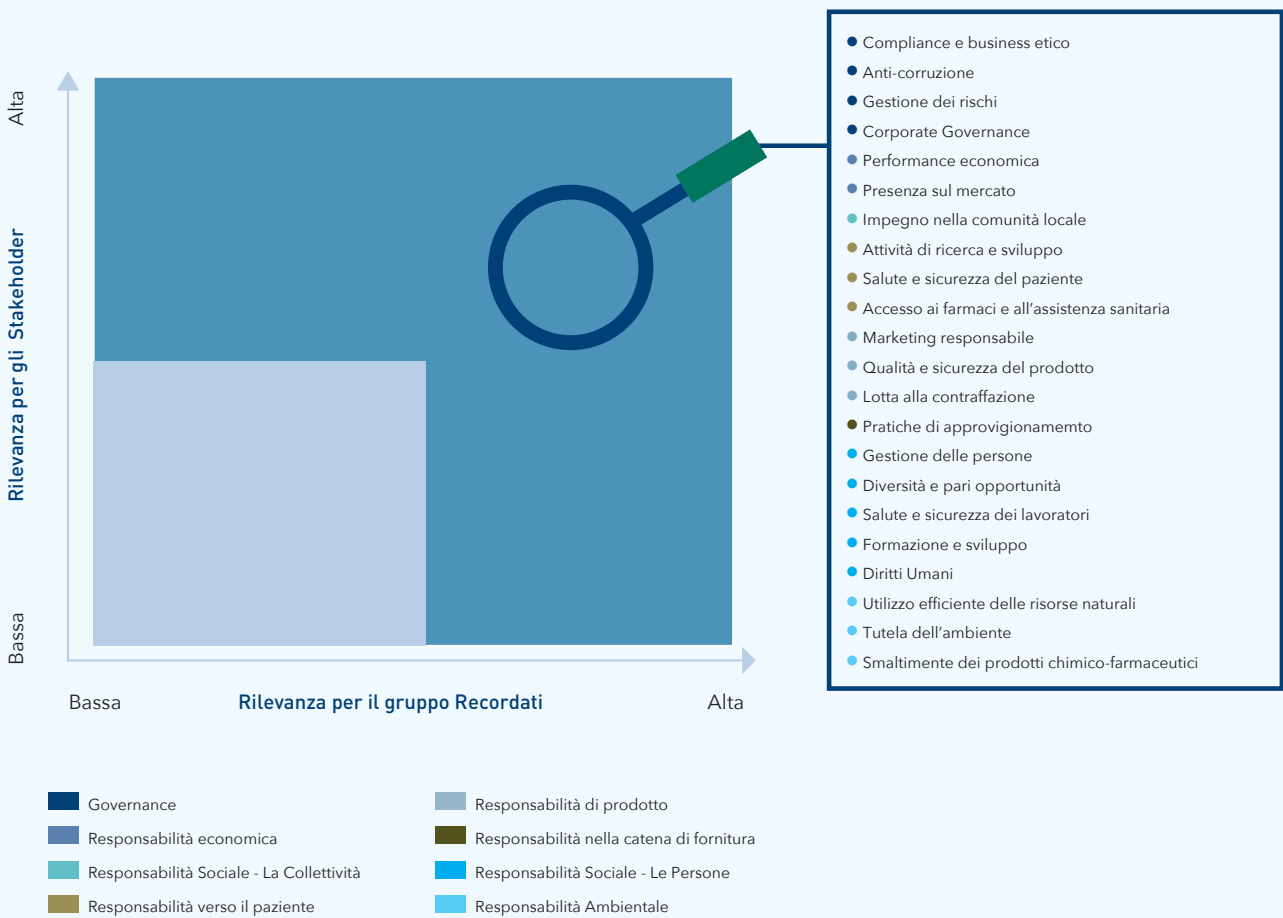 Alta
Rilevanza per gli Stakeholder
Bassa
Bassa
Rilevanza per il gruppo Recordati
Alta
Compliance e business etico
Anti-corruzione
Gestione dei rischi
Corporate Governance
Performance economica
Presenza sul mercato
Impegno nella comunità locale
Attività di ricerca e sviluppo
Salute e sicurezza del paziente
Accesso ai farmaci e all'assistenza sanitaria
Marketing responsabile
Qualità e sicurezza del prodotto
Lotta alla contraffazione
Pratiche di approvigionamemto
Gestione delle persone
Diversità e pari opportunità
Salute e sicurezza dei lavoratori
Formazione e sviluppo
Diritti Umani
Utilizzo efficiente delle risorse naturali
Tutela dell'ambiente
Smaltimente dei prodotti chimico-farmaceutici
Governance
Responsabilità economica
Responsabilità Sociale - La Collettività
Responsabilità verso il paziente
Responsabilità di prodotto
Responsabilità nella catena di fornitura
Responsabilità Sociale - Le Persone
Responsabilità Ambientale